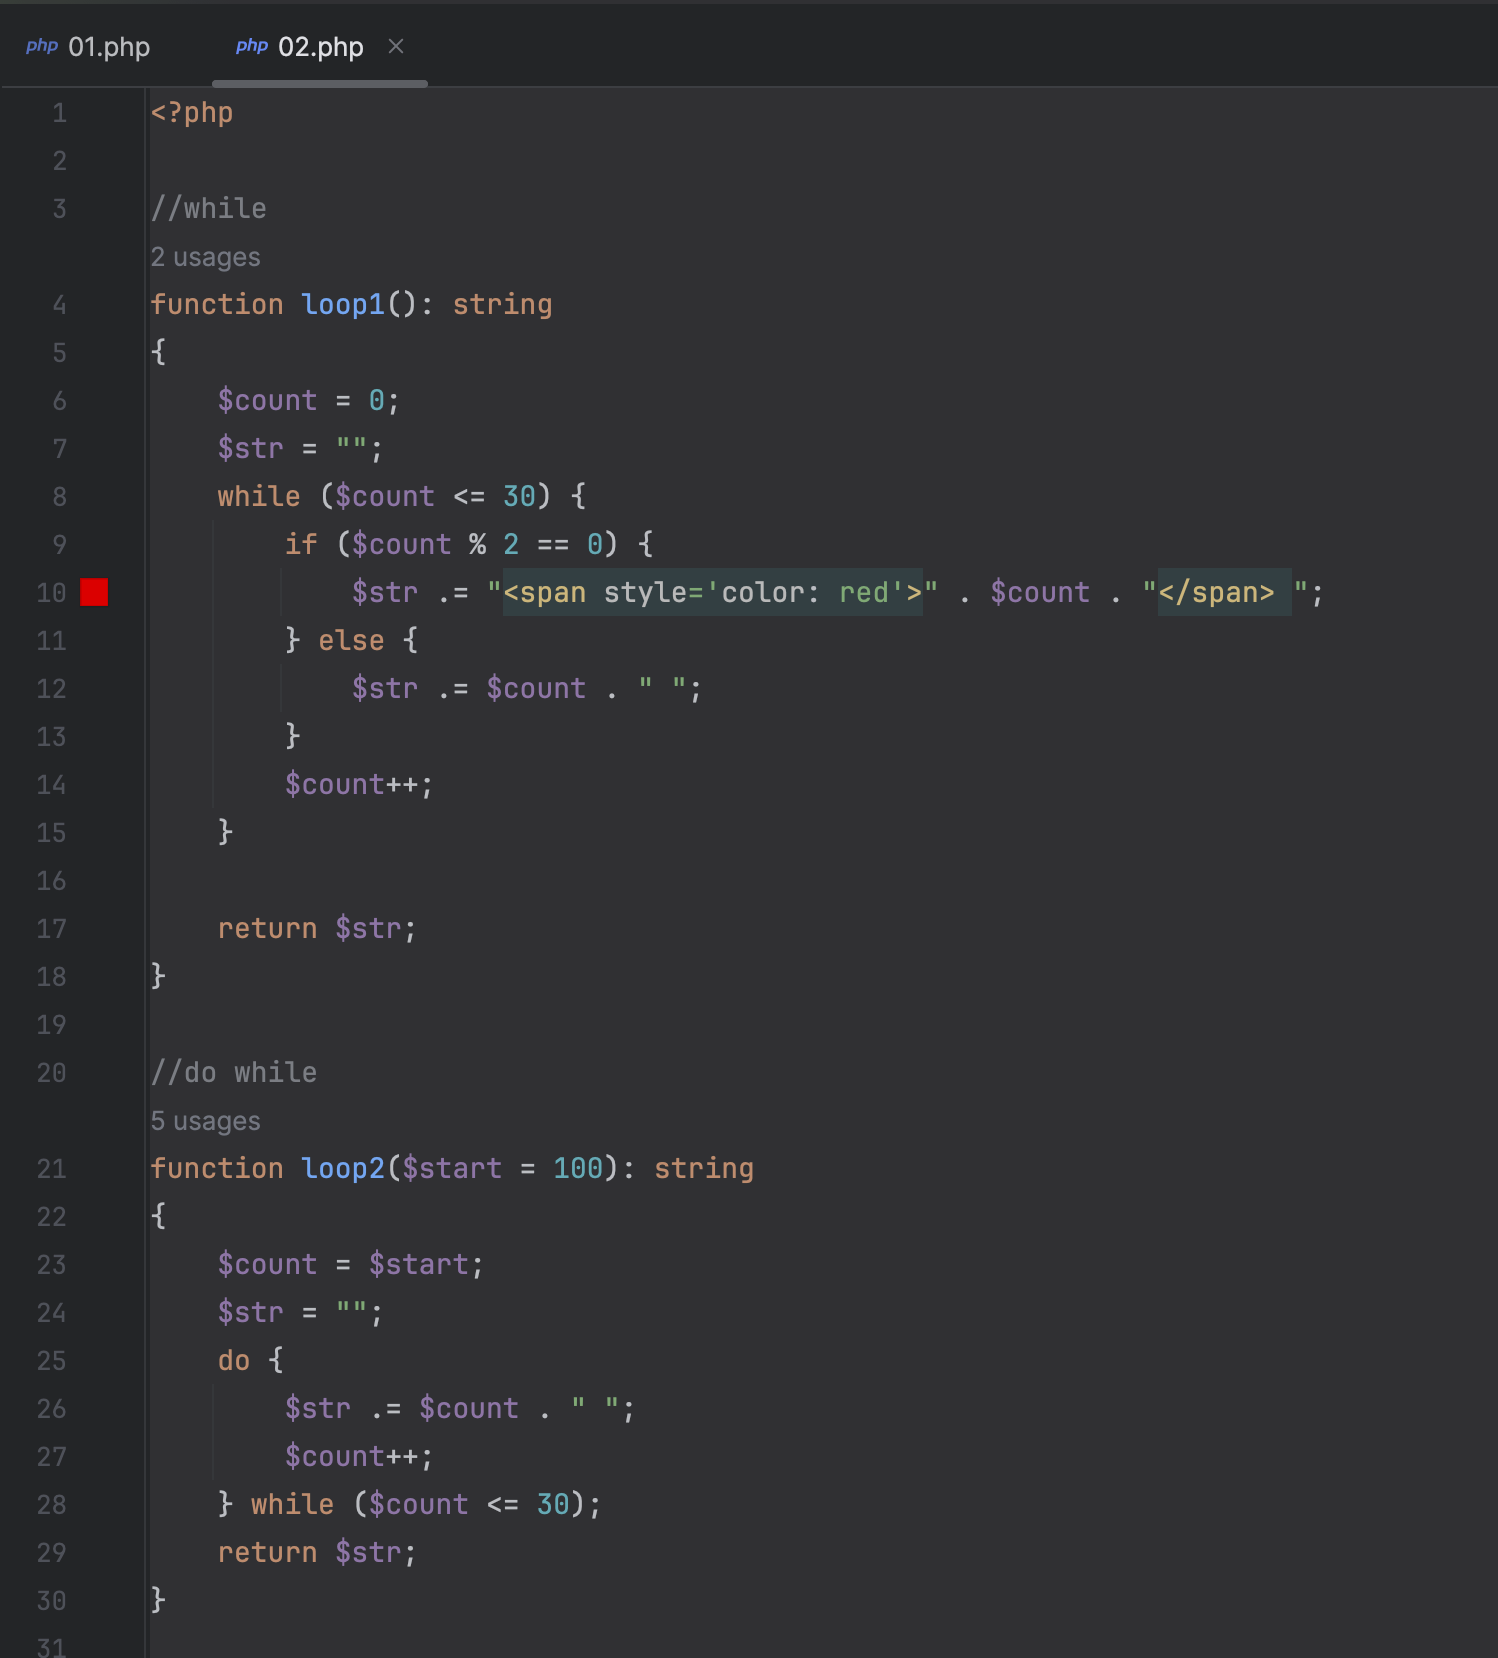 php 01.php php 02.php ×
1 <?php
2
3 //while
2 usages
4 function loop1(): string
5 {
6     $count = 0;
7     $str = "";
8     while ($count <= 30) {
9         if ($count % 2 == 0) {
10             $str .= "<span style='color: red'>" . $count . "</span> ";
11         } else {
12             $str .= $count . " ";
13         }
14         $count++;
15     }
16
17     return $str;
18 }
19
20 //do while
5 usages
21 function loop2($start = 100): string
22 {
23     $count = $start;
24     $str = "";
25     do {
26         $str .= $count . " ";
27         $count++;
28     } while ($count <= 30);
29     return $str;
30 }
31